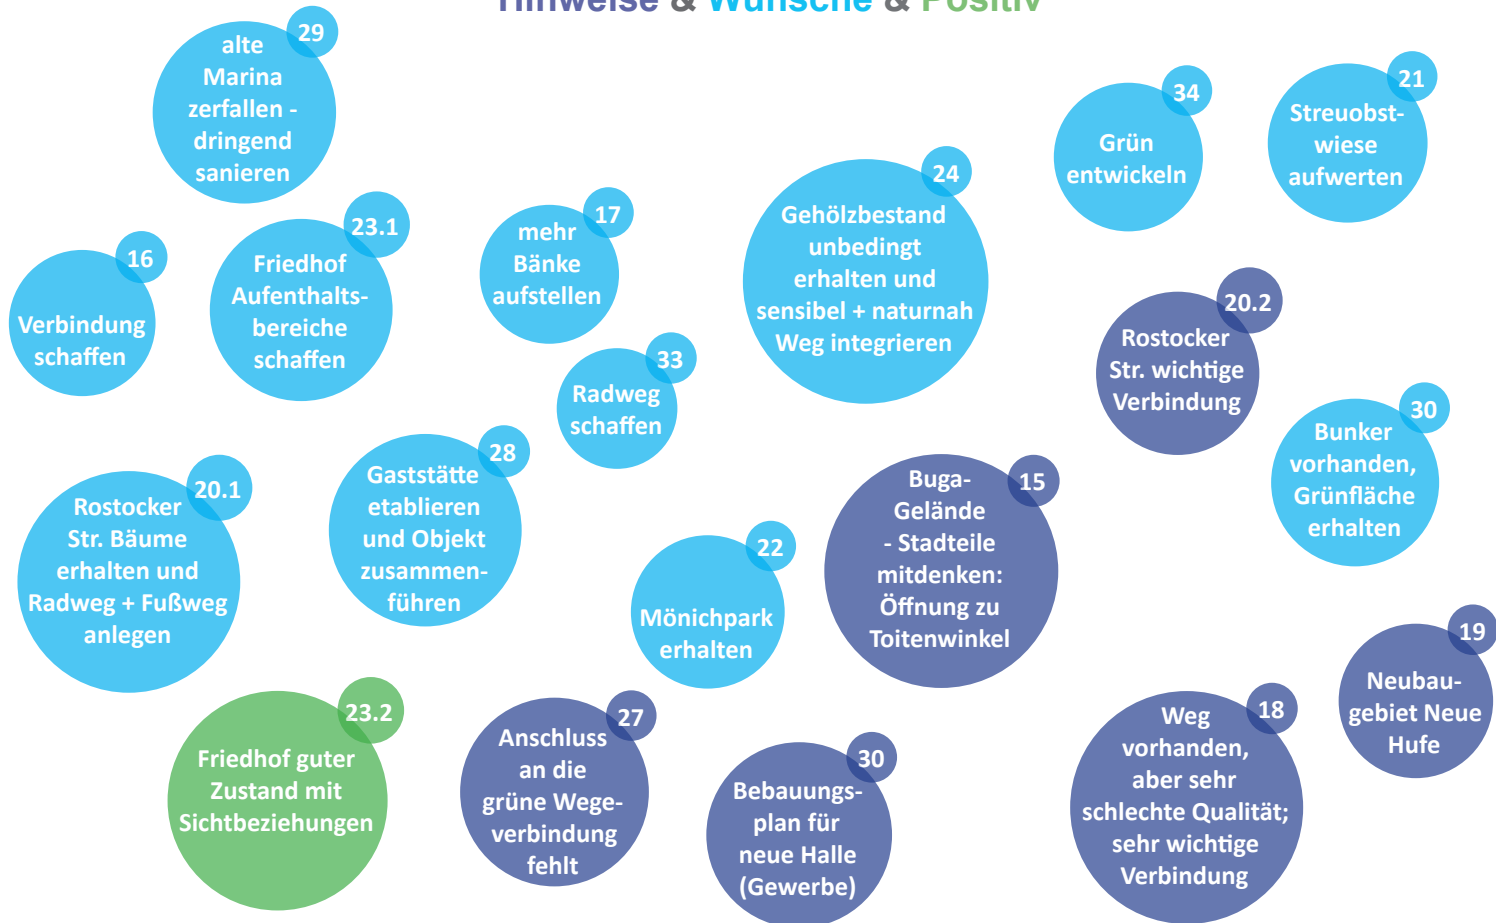 Hinweise & Wünsche & Positiv
29
alte
Marina
zerfallen -
dringend
sanieren
34
Grün
entwickeln
21
Streuobst-
wiese
aufwerten
24
Gehölzbestand
unbedingt
erhalten und
sensibel + naturnah
Weg integrieren
16
Verbindung
schaffen
23.1
Friedhof
Aufenthalts-
bereiche
schaffen
17
mehr
Bänke
aufstellen
33
Radweg
schaffen
20.2
Rostocker
Str. wichtige
Verbindung
30
Bunker
vorhanden,
Grünfläche
erhalten
20.1
Rostocker
Str. Bäume
erhalten und
Radweg + Fußweg
anlegen
28
Gaststätte
etablieren
und Objekt
zusammen-
führen
22
Mönichpark
erhalten
15
Buga-
Gelände
- Stadteile
mitdenken:
Öffnung zu
Toitenwinkel
19
Neubau-
gebiet Neue
Hufe
23.2
Friedhof guter
Zustand mit
Sichtbeziehungen
27
Anschluss
an die
grüne Wege-
verbindung
fehlt
30
Bebauungs-
plan für
neue Halle
(Gewerbe)
18
Weg
vorhanden,
aber sehr
schlechte Qualität;
sehr wichtige
Verbindung